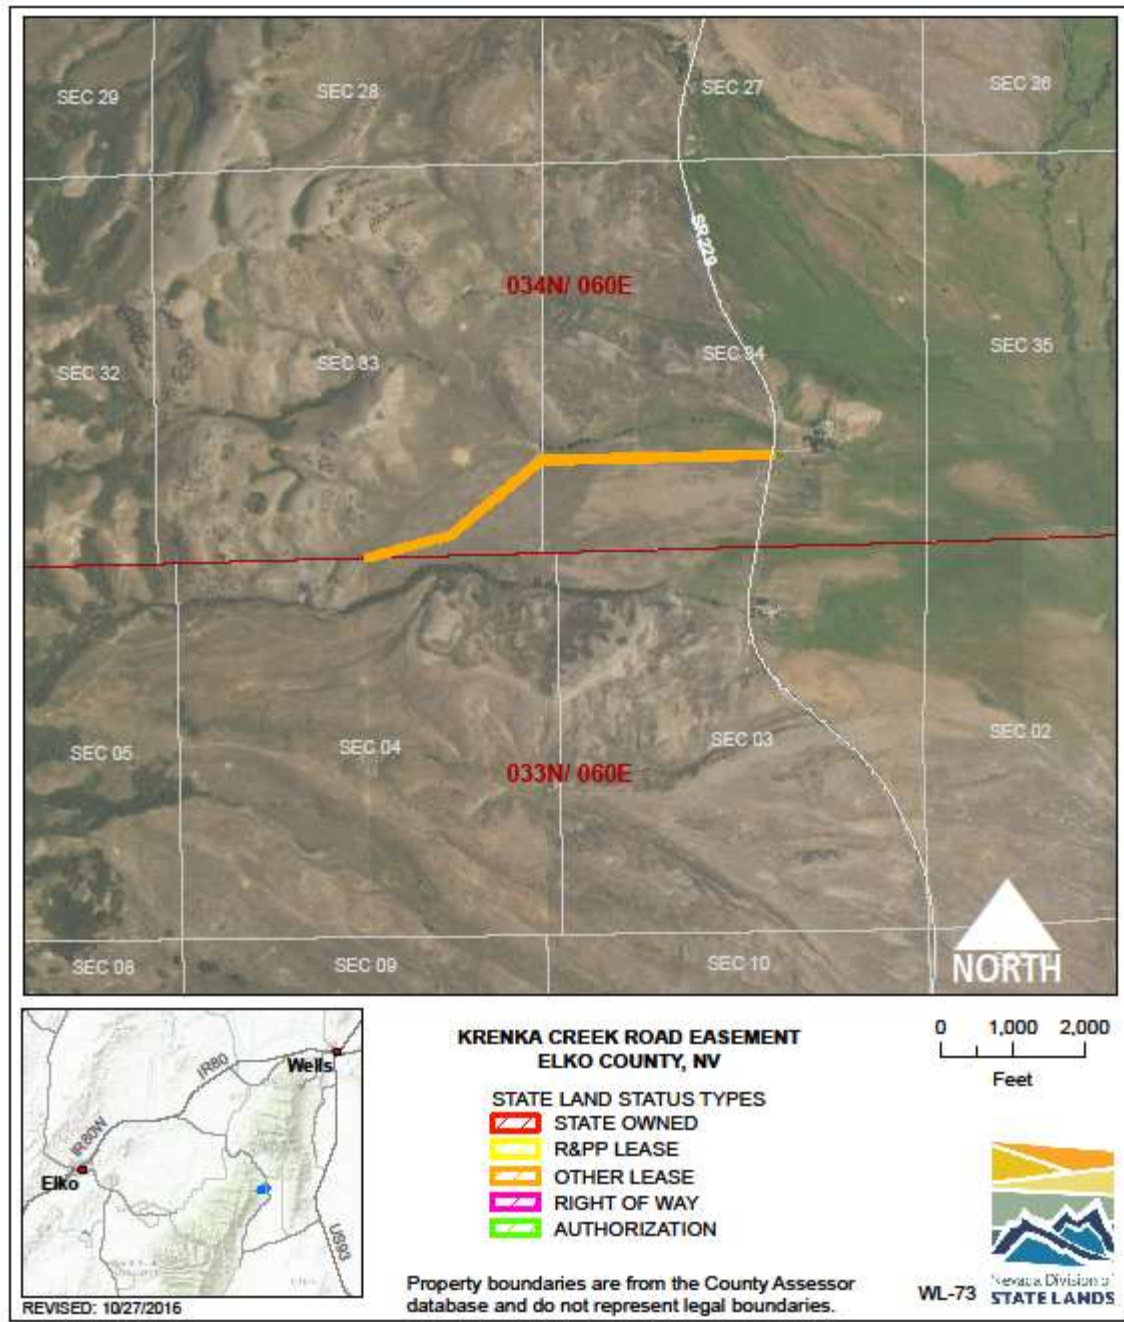 SEC 29
SEC 28
SEC 27
SEC 26
SR 229
034N/ 060E
SEC 32
SEC 33
SEC 34
SEC 35
SEC 05
SEC 04
SEC 03
SEC 02
033N/ 060E
SEC 08
SEC 09
SEC 10
NORTH
Wells
IR80
IR80W
Elko
US93
REVISED: 10/27/2016
KRENKA CREEK ROAD EASEMENT
ELKO COUNTY, NV
STATE LAND STATUS TYPES
STATE OWNED
R&PP LEASE
OTHER LEASE
RIGHT OF WAY
AUTHORIZATION
Property boundaries are from the County Assessor
database and do not represent legal boundaries.
0 1,000 2,000
Feet
WL-73
Nevada Division of
STATE LANDS